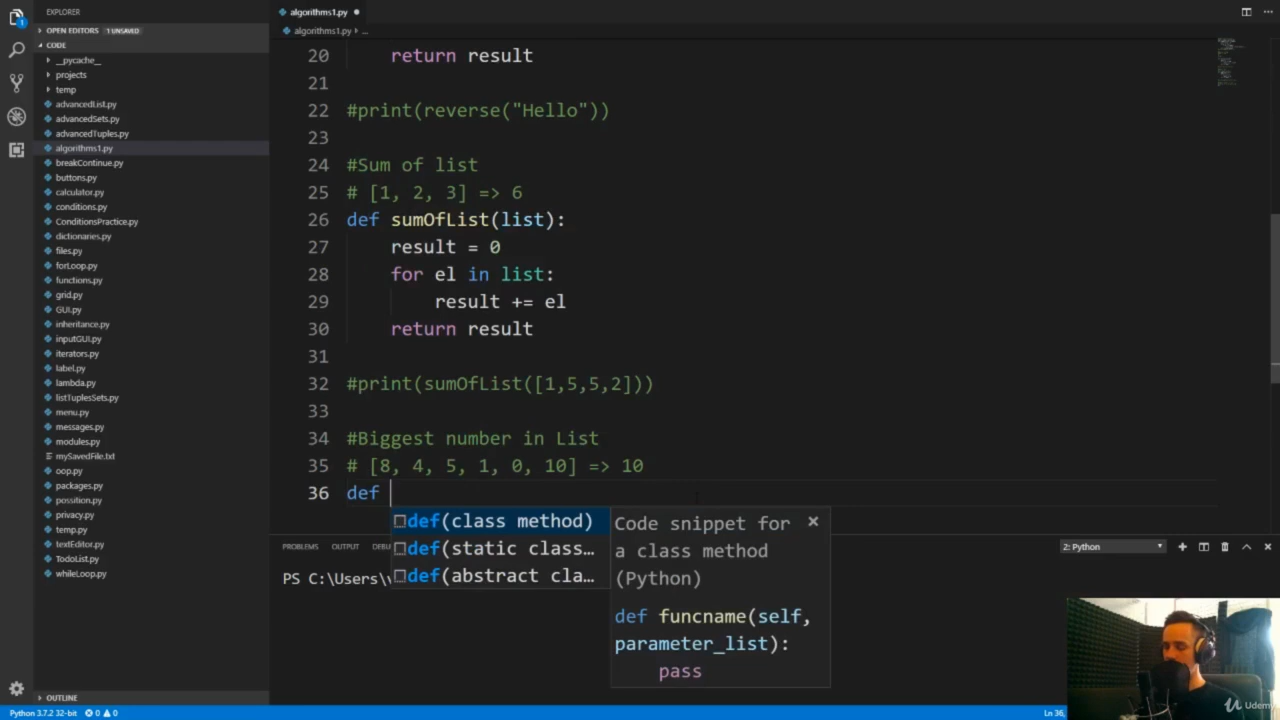 EXPLORER
OPEN EDITORS 1 UNSAVED
CODE
__pycache__
projects
temp
advancedList.py
advancedSets.py
advancedTuples.py
algorithms1.py
breakContinue.py
buttons.py
calculator.py
conditions.py
ConditionsPractice.py
dictionaries.py
files.py
forLoop.py
functions.py
grid.py
GUI.py
inheritance.py
inputGUI.py
iterators.py
label.py
lambda.py
listTuplesSets.py
menu.py
messages.py
modules.py
mySavedFile.txt
oop.py
packages.py
possition.py
privacy.py
temp.py
textEditor.py
TodoList.py
whileLoop.py
OUTLINE
algorithms1.py
algorithms1.py › ...
20 return result
21
22 #print(reverse("Hello"))
23
24 #Sum of list
25 # [1, 2, 3] => 6
26 def sumOfList(list):
27 result = 0
28 for el in list:
29 result += el
30 return result
31
32 #print(sumOfList([1,5,5,2]))
33
34 #Biggest number in List
35 # [8, 4, 5, 1, 0, 10] => 10
36 def
def(class method)
def(static class...
def(abstract cla...
Code snippet for
a class method
(Python)
def funcname(self,
parameter_list):
pass
PROBLEMS OUTPUT DEBU
2: Python
PS C:\Users\
Python 3.7.2 32-bit 0 0
Ln 36,
Udemy